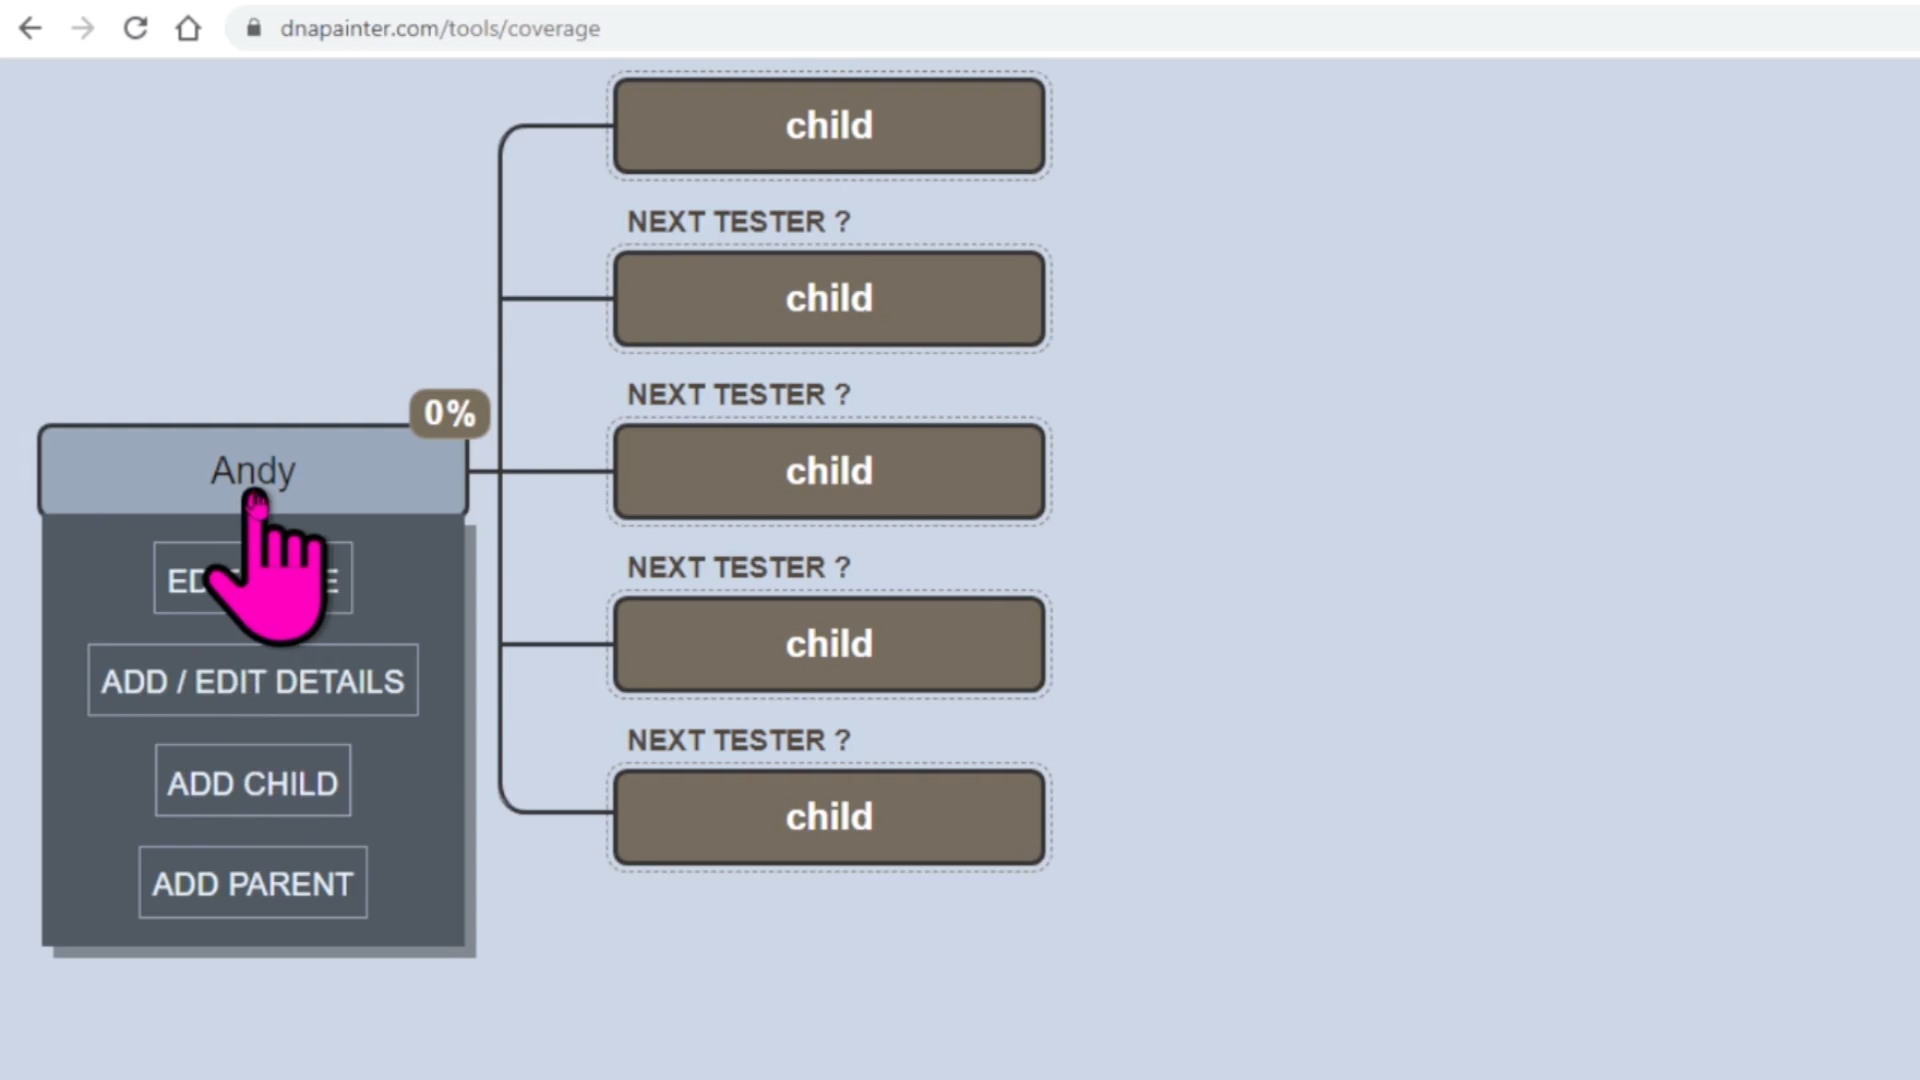 dnapainter.com/tools/coverage
child
NEXT TESTER ?
child
NEXT TESTER ?
0%
Andy
child
NEXT TESTER ?
child
ADD / EDIT DETAILS
NEXT TESTER ?
ADD CHILD
child
ADD PARENT